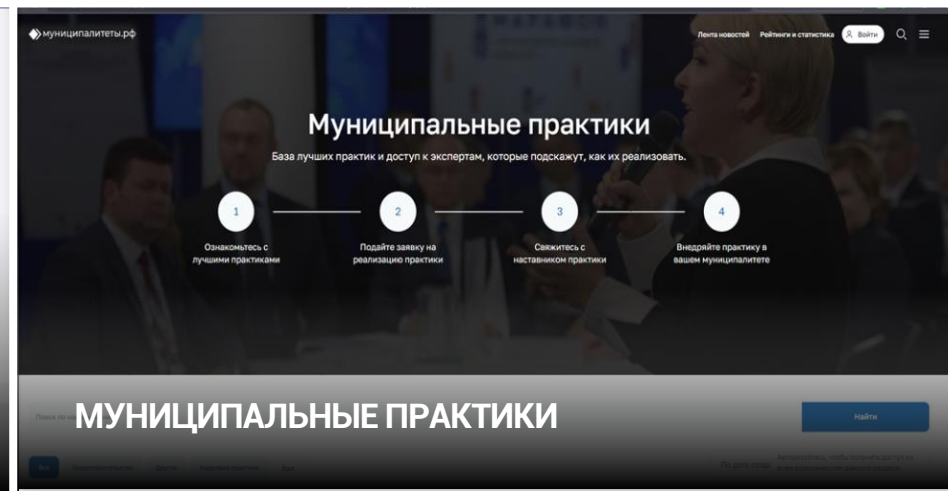 муниципалитеты.рф
Лента новостей Рейтинги и статистика Войти
Муниципальные практики
База лучших практик и доступ к экспертам, которые подскажут, как их реализовать.
1 2 3 4
Ознакомьтесь с лучшими практиками
Подайте заявку на реализацию практики
Свяжитесь с наставником практики
Внедряйте практику в вашем муниципалитете
МУНИЦИПАЛЬНЫЕ ПРАКТИКИ
Найти
Все